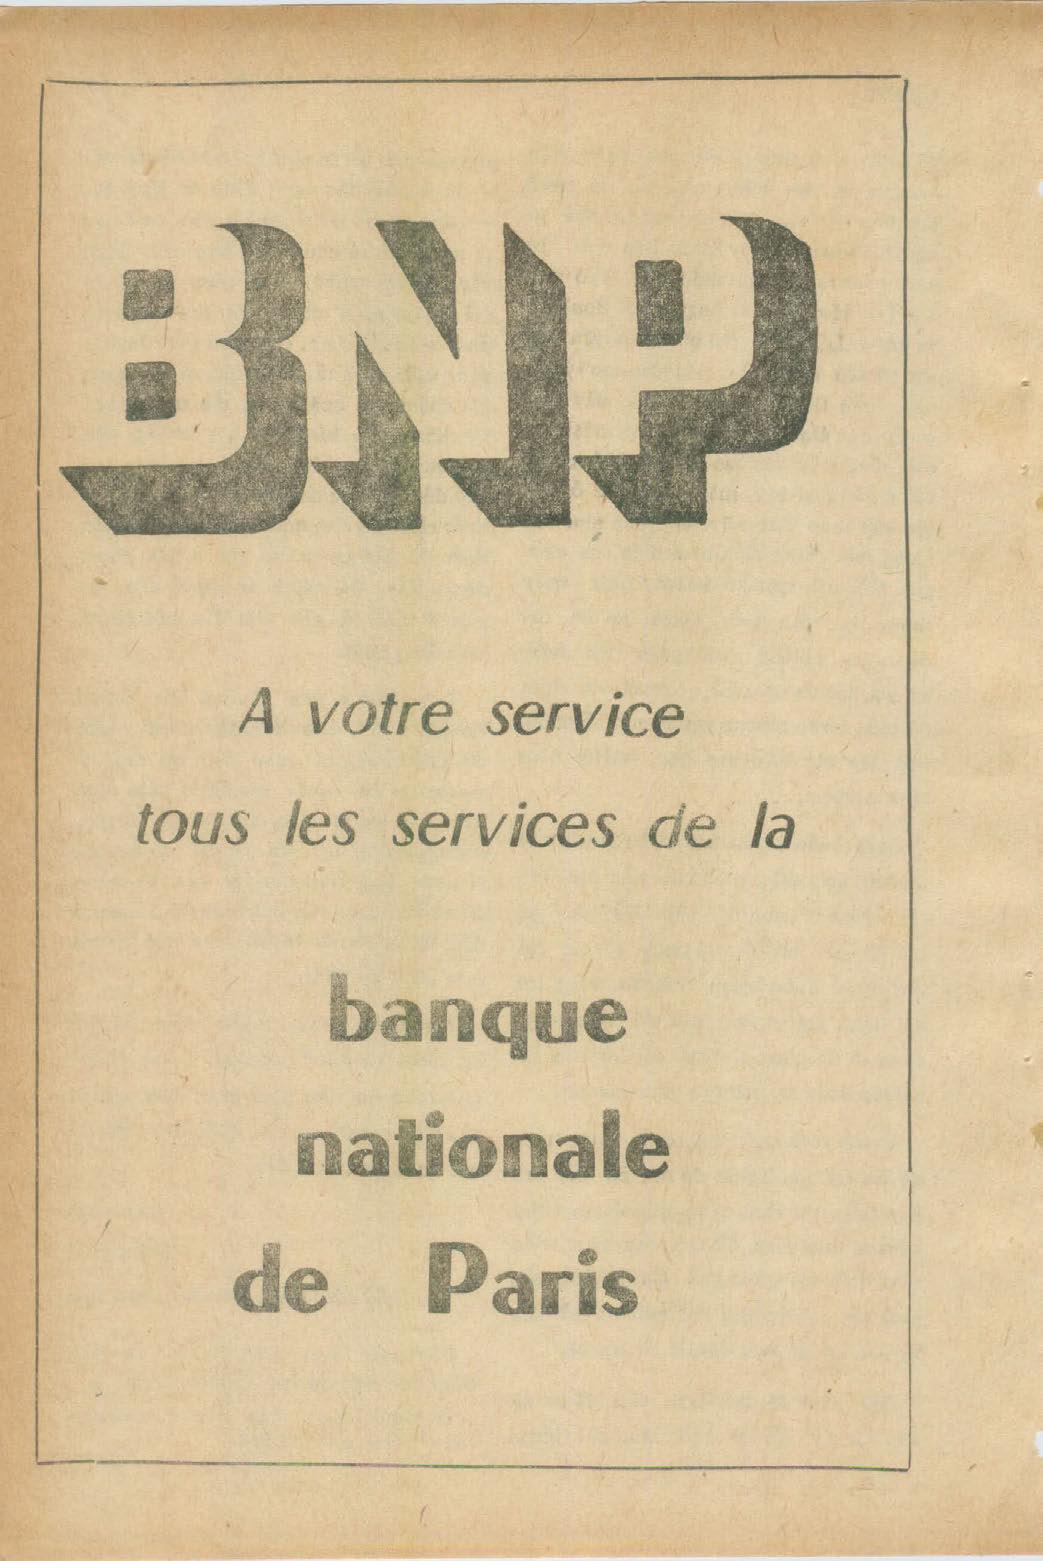 BNP
A votre service
tous les services de la
banque
nationale
de Paris